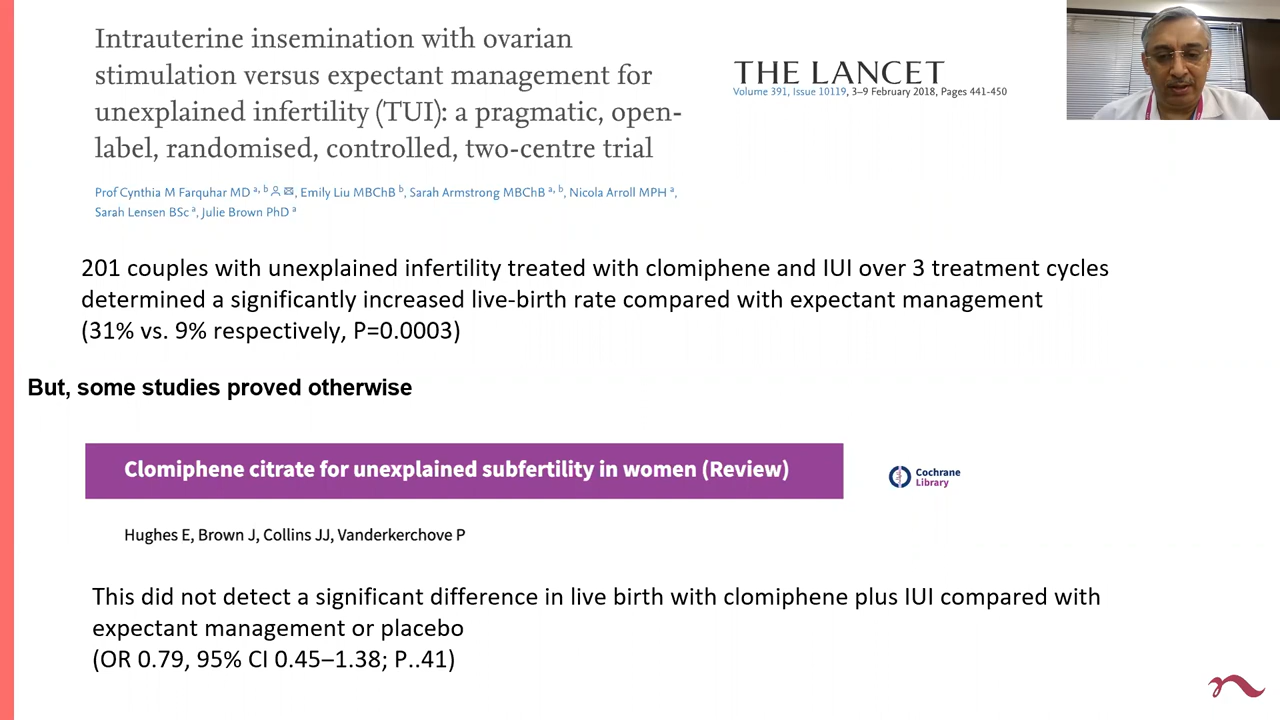 Intrauterine insemination with ovarian
stimulation versus expectant management for
unexplained infertility (TUI): a pragmatic, open-
label, randomised, controlled, two-centre trial
THE LANCET
Volume 391, Issue 10119, 3–9 February 2018, Pages 441-450
Prof Cynthia M Farquhar MD a, b, Emily Liu MBChB b, Sarah Armstrong MBChB a, b, Nicola Arroll MPH a,
Sarah Lensen BSc a, Julie Brown PhD a
201 couples with unexplained infertility treated with clomiphene and IUI over 3 treatment cycles
determined a significantly increased live-birth rate compared with expectant management
(31% vs. 9% respectively, P=0.0003)
But, some studies proved otherwise
Clomiphene citrate for unexplained subfertility in women (Review)
Cochrane
Library
Hughes E, Brown J, Collins JJ, Vanderkerchove P
This did not detect a significant difference in live birth with clomiphene plus IUI compared with
expectant management or placebo
(OR 0.79, 95% CI 0.45–1.38; P..41)